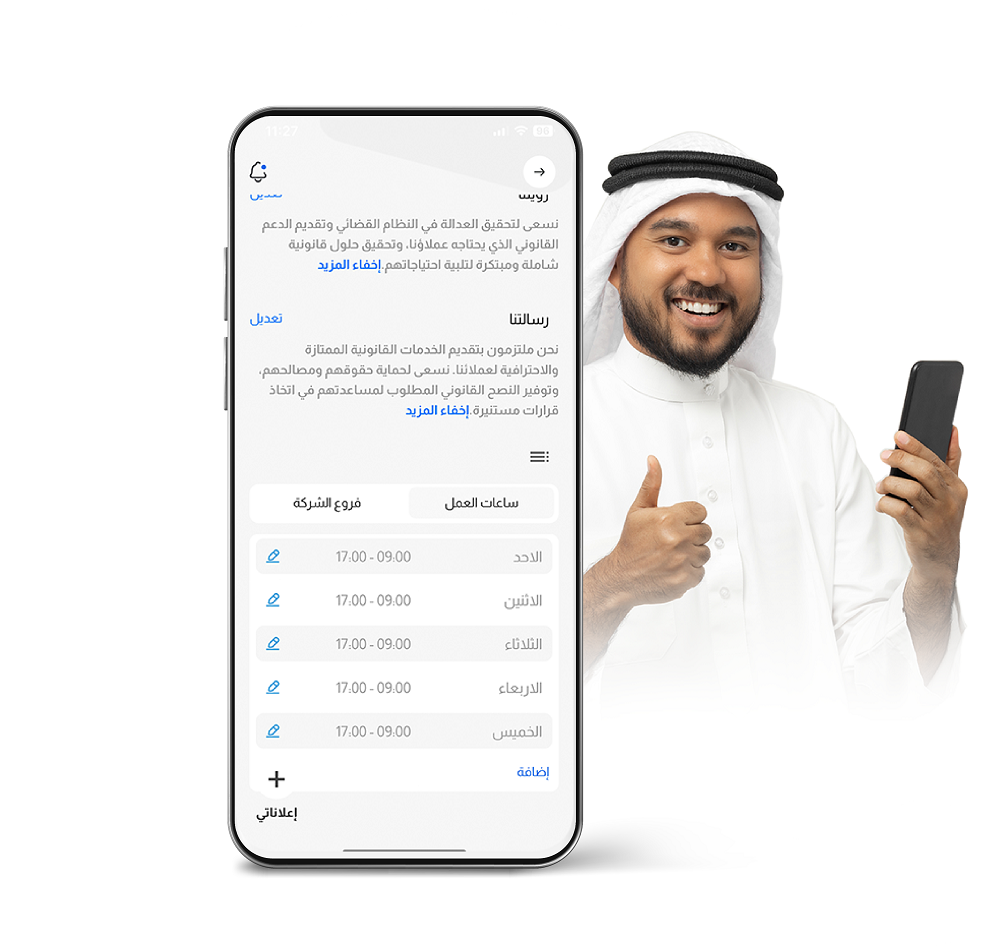 11:27
96
رؤيتنا
تعديل
نسعى لتحقيق العدالة في النظام القضائي وتقديم الدعم
القانوني الذي يحتاجه عملاؤنا، وتحقيق حلول قانونية
شاملة ومبتكرة لتلبية احتياجاتهم.إخفاء المزيد
رسالتنا
تعديل
نحن ملتزمون بتقديم الخدمات القانونية الممتازة
والاحترافية لعملائنا. نسعى لحماية حقوقهم ومصالحهم،
وتوفير النصح القانوني المطلوب لمساعدتهم في اتخاذ
قرارات مستنيرة.إخفاء المزيد
ساعات العمل
فروع الشركة
الاحد 09:00 - 17:00
الاثنين 09:00 - 17:00
الثلاثاء 09:00 - 17:00
الاربعاء 09:00 - 17:00
الخميس 09:00 - 17:00
إضافة
إعلاناتي